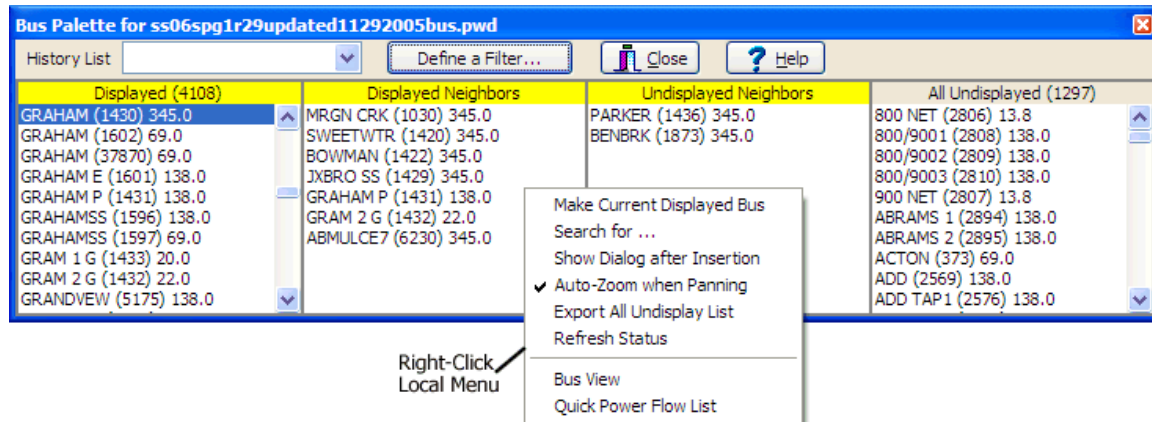 Bus Palette for ss06spg1r29updated11292005bus.pwd
History List
Define a Filter...
Close
Help
Displayed (4108)
GRAHAM (1430) 345.0
GRAHAM (1602) 69.0
GRAHAM (37870) 69.0
GRAHAM E (1601) 138.0
GRAHAM P (1431) 138.0
GRAHAMSS (1596) 138.0
GRAHAMSS (1597) 69.0
GRAM 1 G (1433) 20.0
GRAM 2 G (1432) 22.0
GRANDVEW (5175) 138.0
Displayed Neighbors
MRGN CRK (1030) 345.0
SWEETWTR (1420) 345.0
BOWMAN (1422) 345.0
JXBRO SS (1429) 345.0
GRAHAM P (1431) 138.0
GRAM 2 G (1432) 22.0
ABMULCE7 (6230) 345.0
Undisplayed Neighbors
PARKER (1436) 345.0
BENBRK (1873) 345.0
All Undisplayed (1297)
800 NET (2806) 13.8
800/9001 (2808) 138.0
800/9002 (2809) 138.0
800/9003 (2810) 138.0
900 NET (2807) 13.8
ABRAMS 1 (2894) 138.0
ABRAMS 2 (2895) 138.0
ACTON (373) 69.0
ADD (2569) 138.0
ADD TAP1 (2576) 138.0
Make Current Displayed Bus
Search for ...
Show Dialog after Insertion
Auto-Zoom when Panning
Export All Undisplay List
Refresh Status
Bus View
Quick Power Flow List
Right-Click
Local Menu